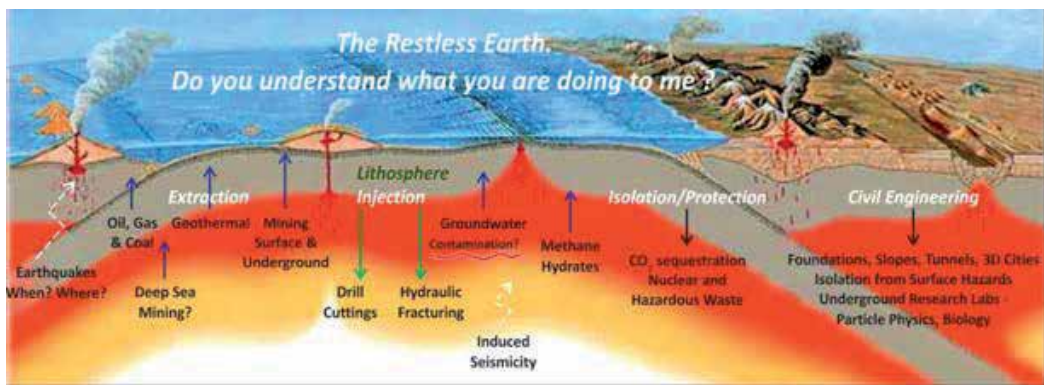 The Restless Earth.
Do you understand what you are doing to me ?
Lithosphere
Extraction
Injection
Isolation/Protection
Civil Engineering
Oil, Gas
& Coal
Geothermal
Mining
Surface &
Underground
Groundwater
Contamination?
Methane
Hydrates
CO, sequestration
Nuclear and
Hazardous Waste
Foundations, Slopes, Tunnels, 3D Cities
Isolation from Surface Hazards
Underground Research Labs -
Particle Physics, Biology
Earthquakes
When? Where?
Deep Sea
Mining?
Drill
Cuttings
Hydraulic
Fracturing
Induced
Seismicity